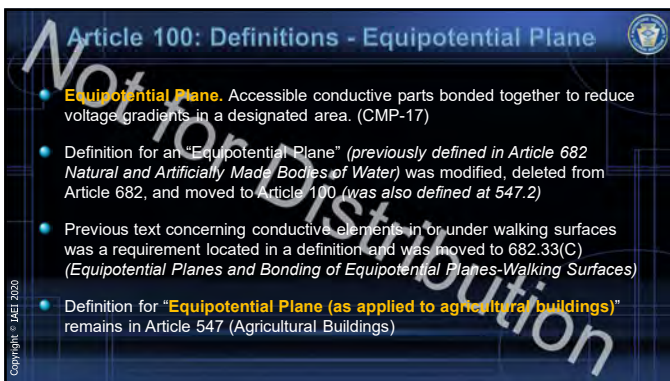 Article 100: Definitions - Equipotential Plane
Equipotential Plane. Accessible conductive parts bonded together to reduce
voltage gradients in a designated area. (CMP-17)
Definition for an “Equipotential Plane” (previously defined in Article 682
Natural and Artificially Made Bodies of Water) was modified, deleted from
Article 682, and moved to Article 100 (was also defined at 547.2)
Previous text concerning conductive elements in or under walking surfaces
was a requirement located in a definition and was moved to 682.33(C)
(Equipotential Planes and Bonding of Equipotential Planes-Walking Surfaces)
Definition for “Equipotential Plane (as applied to agricultural buildings)”
remains in Article 547 (Agricultural Buildings)
Copyright © IAEI 2020
Not for Distribution